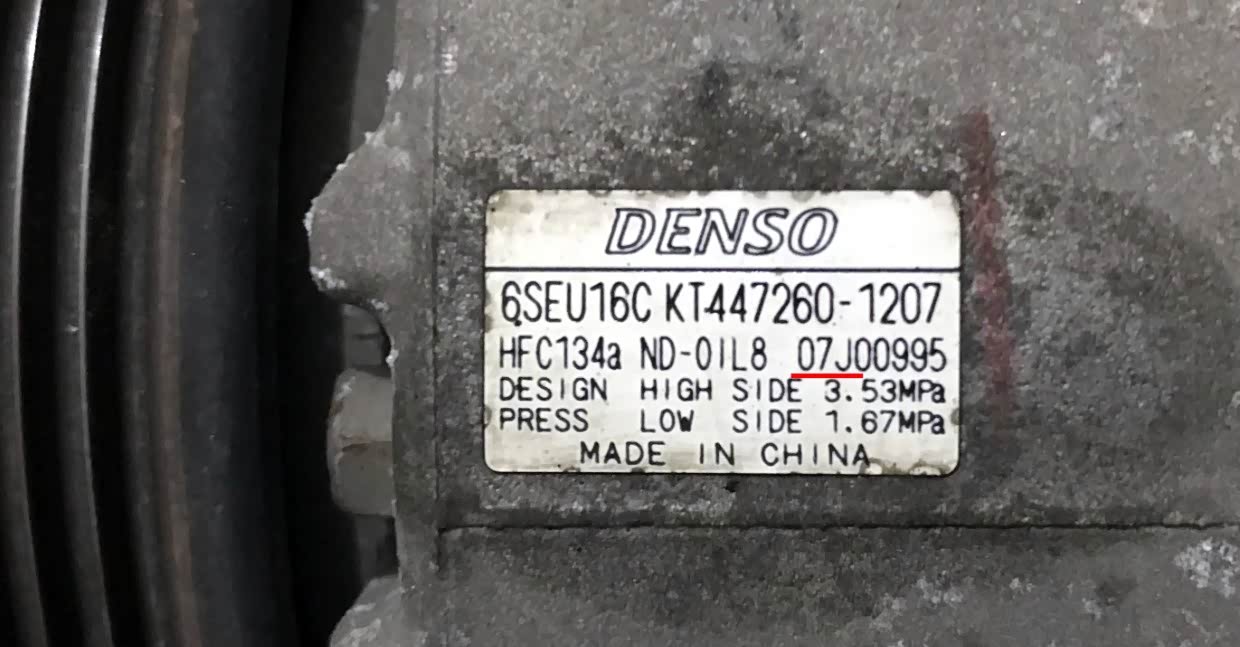 DENSO
6SEU16C KT447260-1207
HFC134a ND-OIL8 07J00995
DESIGN HIGH SIDE 3.53MPa
PRESS LOW SIDE 1.67MPa
MADE IN CHINA